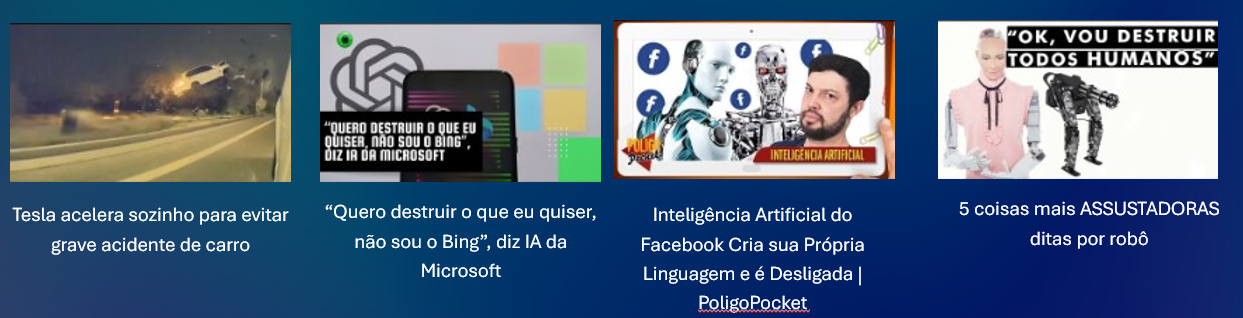 "QUERO DESTRUIR O QUE EU
QUISER, NÃO SOU O BING",
DIZ IA DA MICROSOFT
POLIGO
Pocket
INTELIGÊNCIA ARTIFICIAL
"OK, VOU DESTRUIR
TODOS HUMANOS"
Tesla acelera sozinho para evitar
grave acidente de carro
“Quero destruir o que eu quiser,
não sou o Bing”, diz IA da
Microsoft
Inteligência Artificial do
Facebook Cria sua Própria
Linguagem e é Desligada |
PoligoPocket
5 coisas mais ASSUSTADORAS
ditas por robô